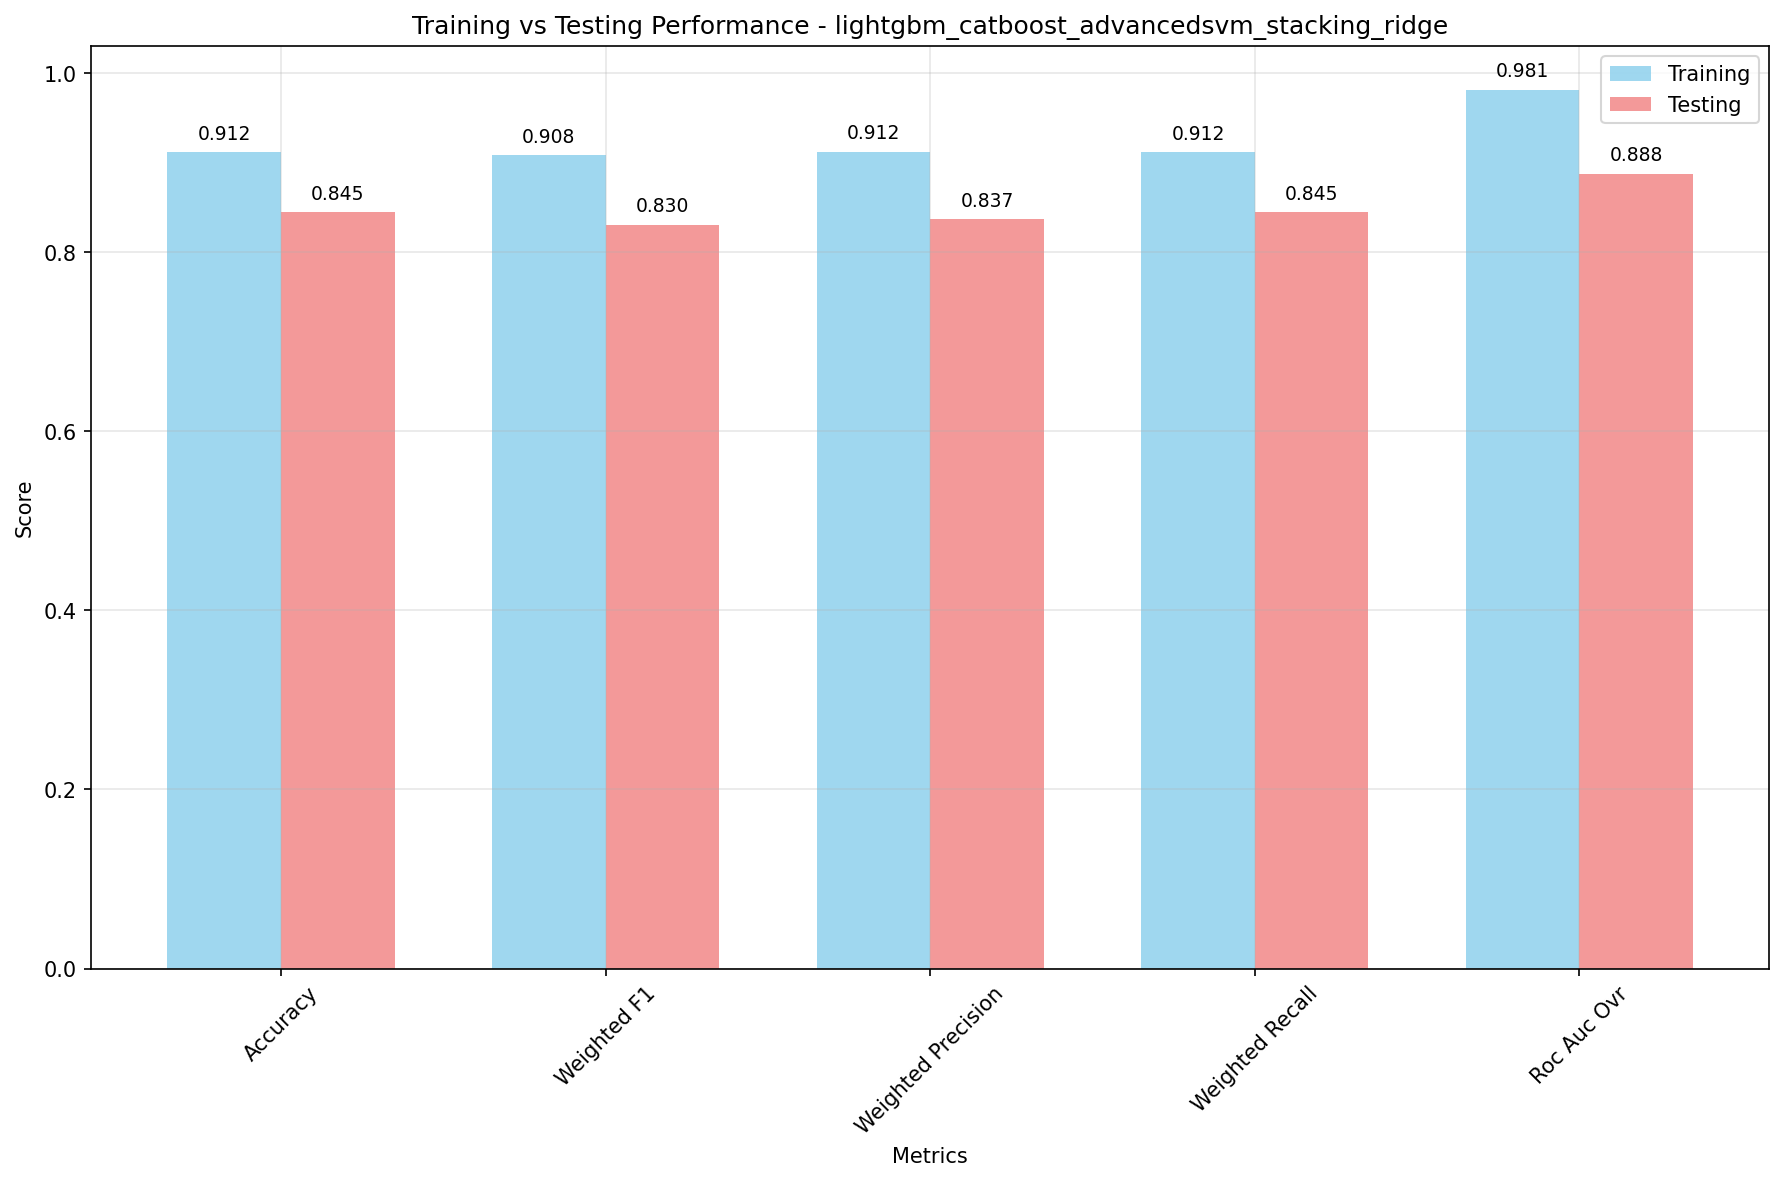 Training vs Testing Performance - lightgbm_catboost_advancedsvm_stacking_ridge
Training
Testing
1.0
0.8
0.6
0.4
0.2
0.0
Score
0.912
0.845
0.908
0.830
0.912
0.837
0.912
0.845
0.981
0.888
Accuracy
Weighted F1
Weighted Precision
Weighted Recall
Roc Auc Ovr
Metrics